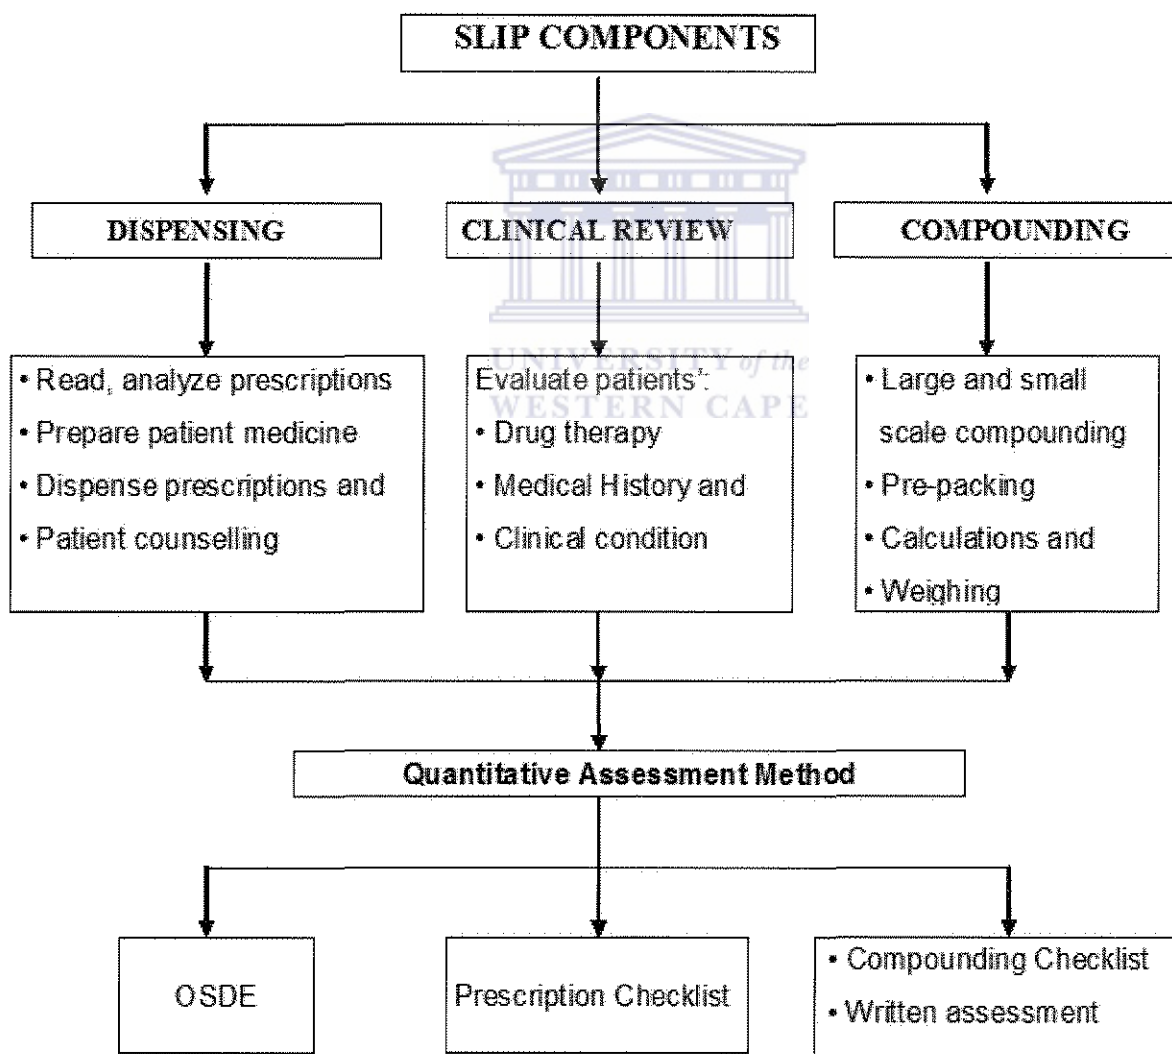 SLIP COMPONENTS
DISPENSING
CLINICAL REVIEW
COMPOUNDING
• Read, analyze prescriptions
• Prepare patient medicine
• Dispense prescriptions and
• Patient counselling
Evaluate patients':
• Drug therapy
• Medical History and
• Clinical condition
• Large and small
scale compounding
• Pre-packing
• Calculations and
• Weighing
UNIVERSITY of the
WESTERN CAPE
Quantitative Assessment Method
OSDE
Prescription Checklist
• Compounding Checklist
• Written assessment